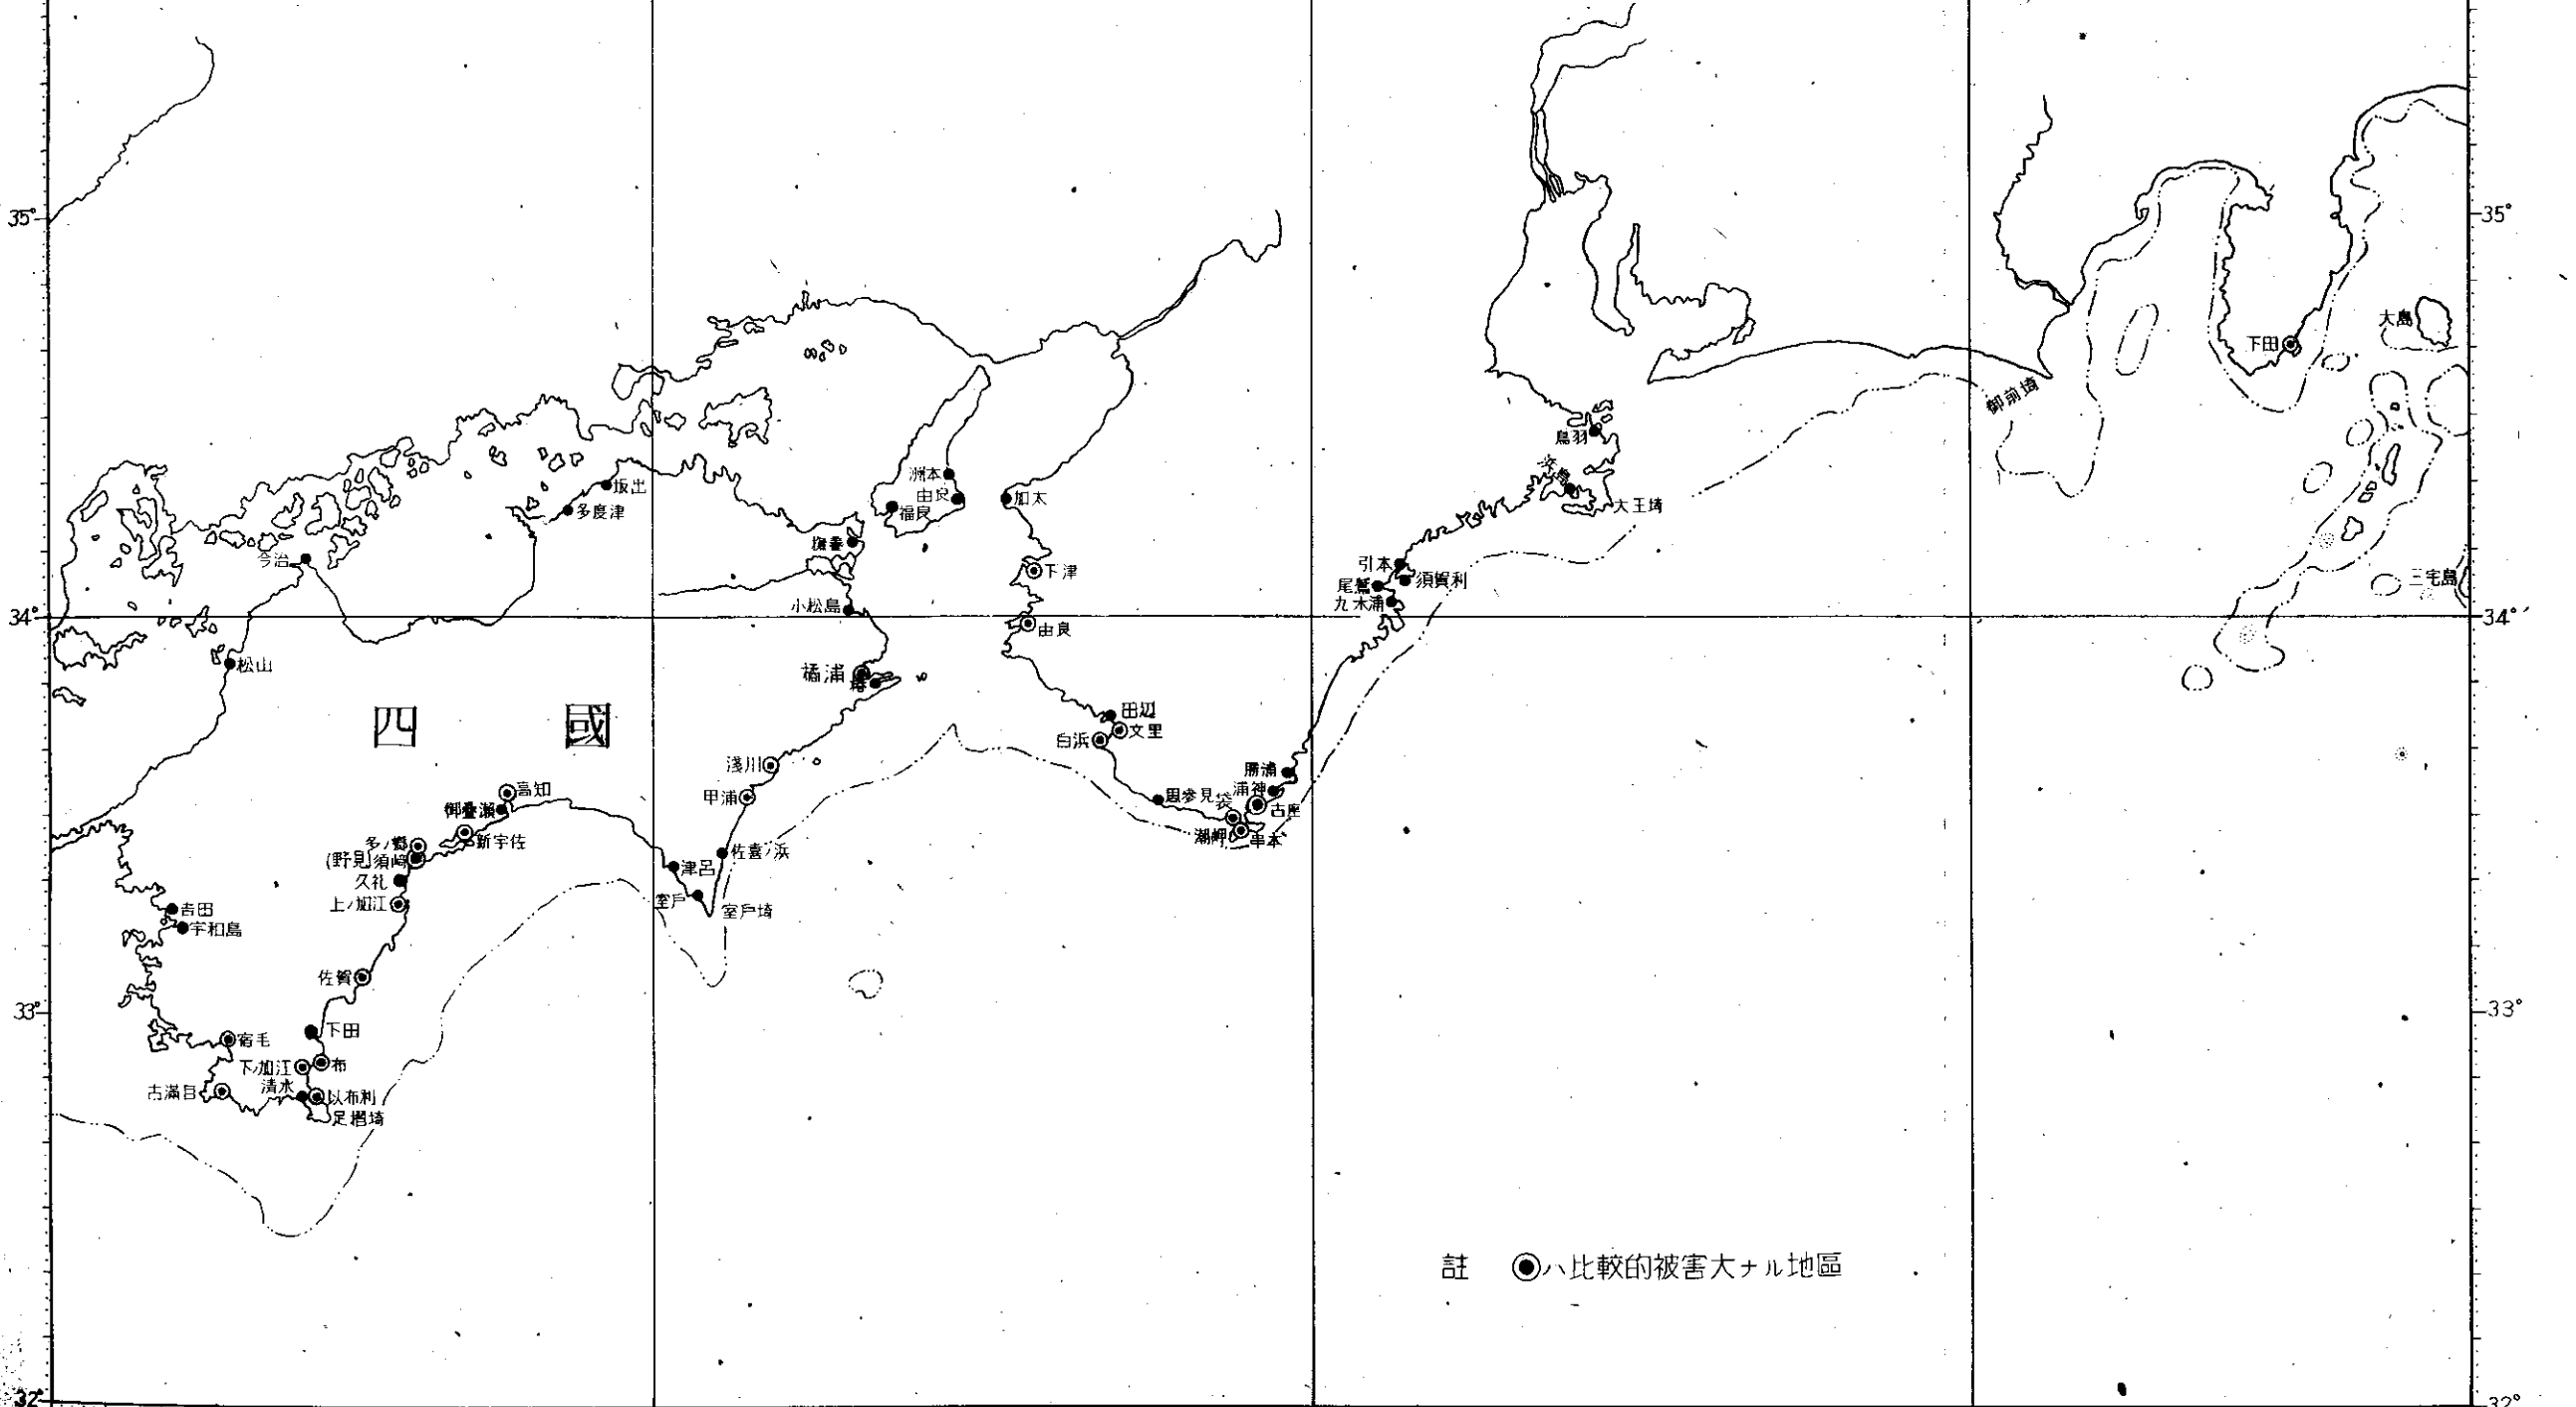 35°
35°
大島
下田
御前埼
鳥羽
浜島
大王埼
洲本
由良
福良
加太
坂出
多度津
撫養
今治
下津
引本
須賀利
尾鷲
九木浦
三宅島
小松島
34°
34°
由良
松山
橘浦
椿
四國
田辺
文里
白浜
淺川
勝浦
浦神
甲浦
周参見
袋
古座
潮岬
串本
高知
御疊瀬
新宇佐
多ノ郷
(野見)須崎
久礼
上ノ加江
佐喜ノ浜
津呂
室戸
室戸埼
吉田
宇和島
佐賀
33°
33°
下田
宿毛
布
下ノ加江
清水
古満目
以布利
足摺埼
註 ◉ハ比較的被害大ナル地區
32°
32°